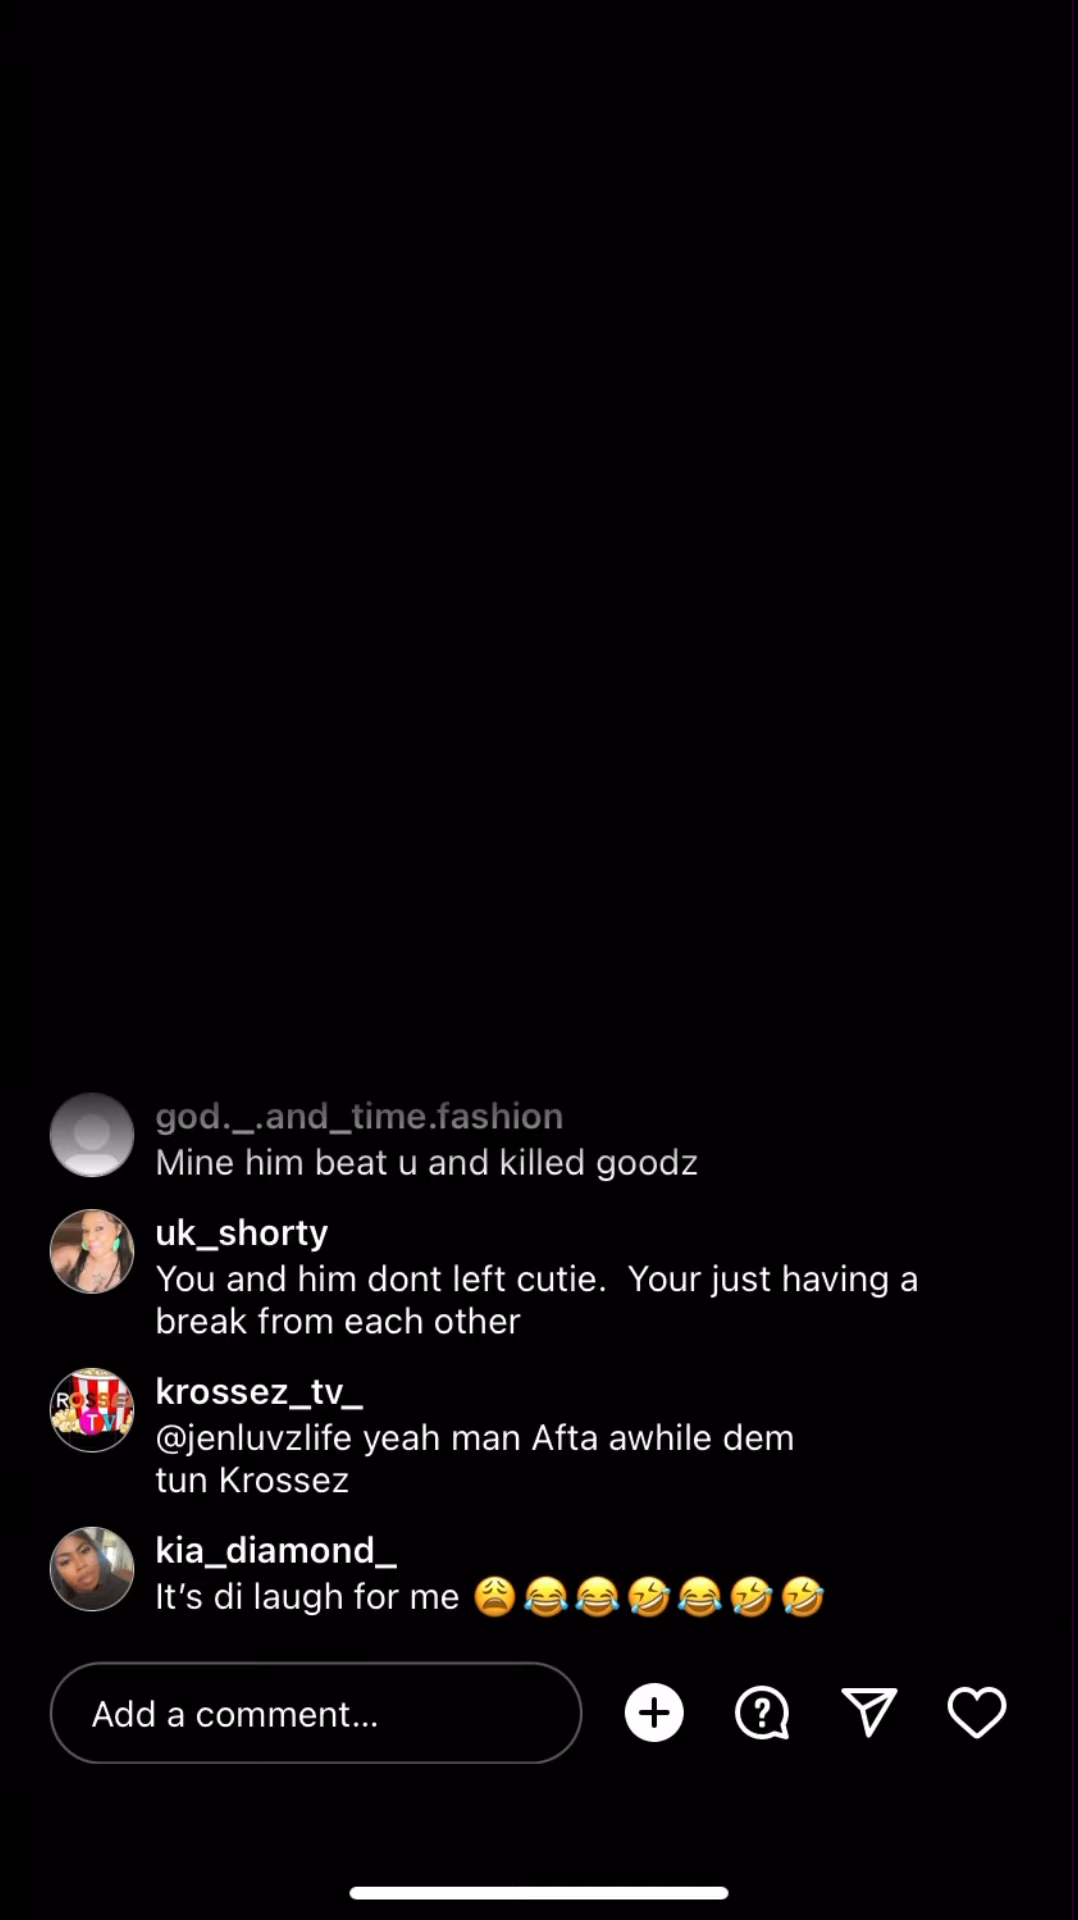 god._.and_time.fashion
Mine him beat u and killed goodz
uk_shorty
You and him dont left cutie.  Your just having a
break from each other
krossez_tv_
@jenluvzlife yeah man Afta awhile dem
tun Krossez
kia_diamond_
It's di laugh for me 😩😂😂🤣😂🤣🤣
Add a comment...